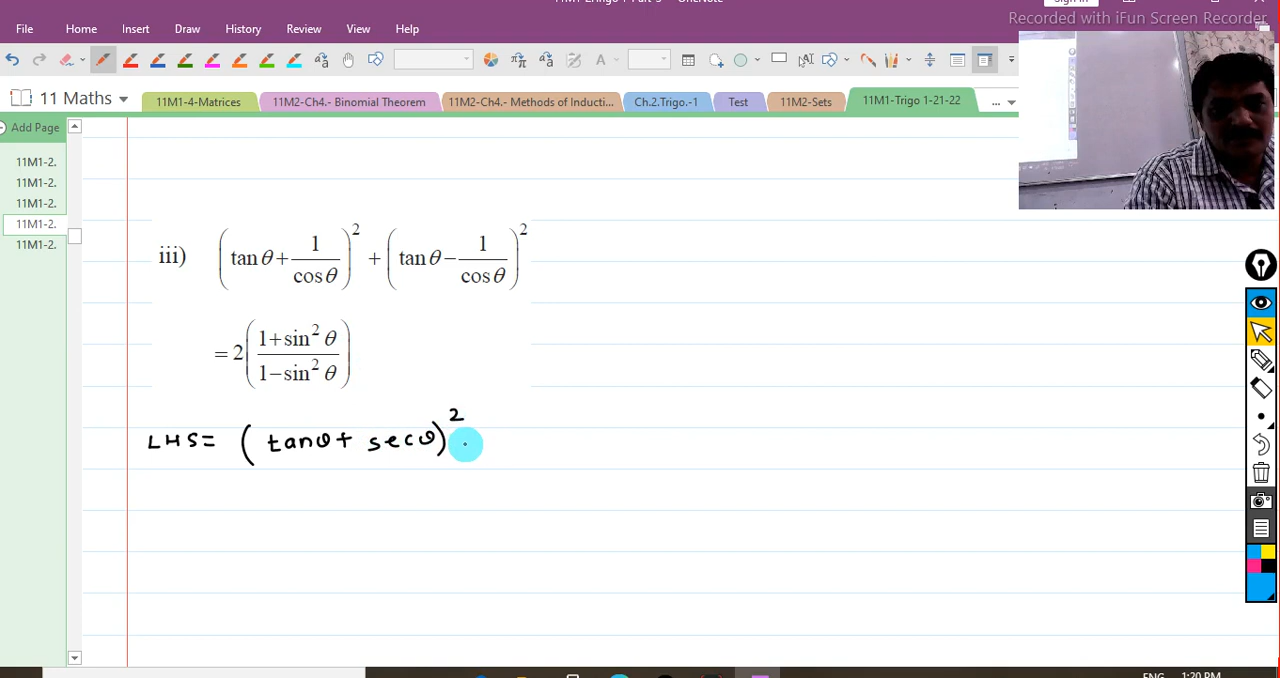 Recorded with iFun Screen Recorder
File Home Insert Draw History Review View Help
11 Maths
11M1-4-Matrices
11M2-Ch4.- Binomial Theorem
11M2-Ch4.- Methods of Inducti...
Ch.2.Trigo.-1
Test
11M2-Sets
11M1-Trigo 1-21-22
...
Add Page
11M1-2.
11M1-2.
11M1-2.
11M1-2.
11M1-2.
iii) (tan θ + 1/cos θ)² + (tan θ − 1/cos θ)²
= 2((1 + sin² θ)/(1 − sin² θ))
LHS = (tanθ + secθ)²
ENG 1:20 PM